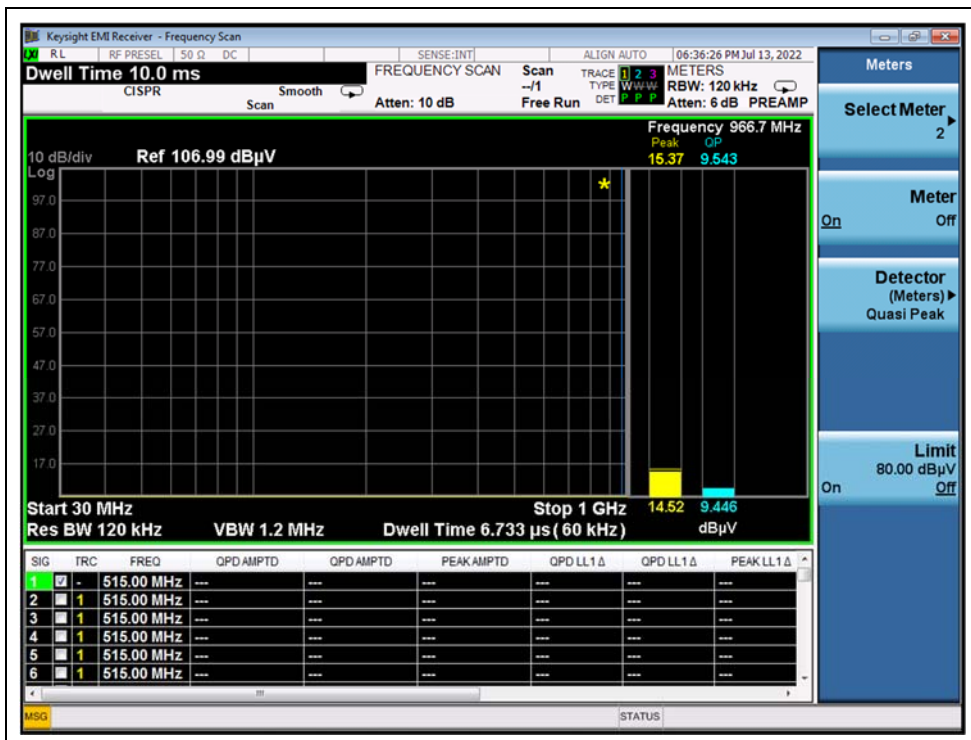 Keysight EMI Receiver - Frequency Scan
LXI RL RF PRESEL 50 Ω DC SENSE:INT ALIGN AUTO 06:36:26 PM Jul 13, 2022
Dwell Time 10.0 ms FREQUENCY SCAN Scan TRACE 1 2 3 METERS
--/1 TYPE W W W RBW: 120 kHz
CISPR Smooth Scan Atten: 10 dB Free Run DET P P P Atten: 6 dB PREAMP
Frequency 966.7 MHz
Peak QP
10 dB/div Ref 106.99 dBµV 15.37 9.543
Log
97.0
87.0
77.0
67.0
57.0
47.0
37.0
27.0
17.0
Start 30 MHz Stop 1 GHz 14.52 9.446
Res BW 120 kHz VBW 1.2 MHz Dwell Time 6.733 µs (60 kHz) dBµV
SIG TRC FREQ QPD AMPTD QPD AMPTD PEAK AMPTD QPD LL1 Δ QPD LL1 Δ PEAK LL1 Δ
1 - 515.00 MHz --- --- --- --- --- ---
2 1 515.00 MHz --- --- --- --- --- ---
3 1 515.00 MHz --- --- --- --- --- ---
4 1 515.00 MHz --- --- --- --- --- ---
5 1 515.00 MHz --- --- --- --- --- ---
6 1 515.00 MHz --- --- --- --- --- ---
MSG STATUS
Meters
Select Meter
2
Meter
On Off
Detector
(Meters)
Quasi Peak
Limit
80.00 dBµV
On Off